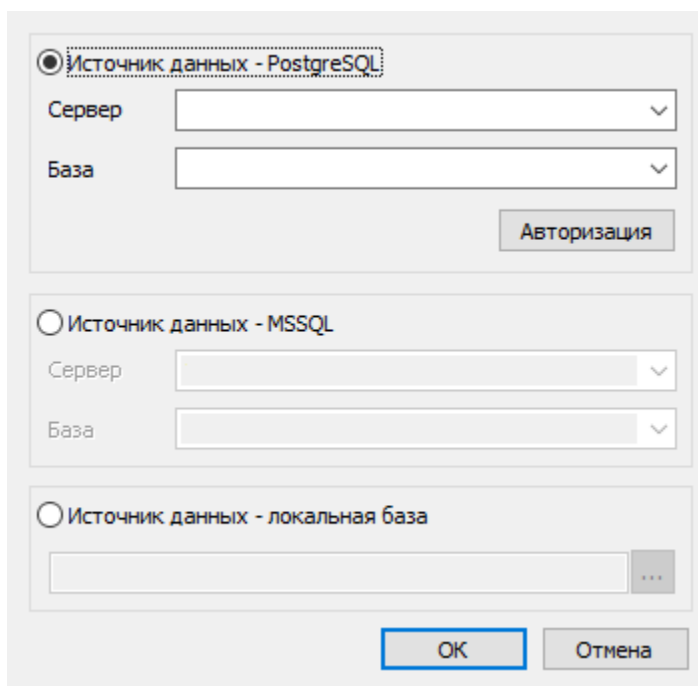 Источник данных - PostgreSQL
Сервер
База
Авторизация
Источник данных - MSSQL
Сервер
База
Источник данных - локальная база
...
OK Отмена